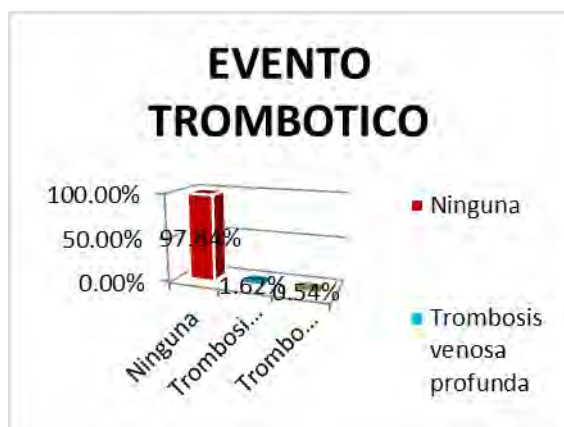 EVENTO
TROMBOTICO
100.00%
50.00%
0.00%
97.84%
1.62%
0.54%
Ninguna
Trombosi...
Trombo...
Ninguna
Trombosis
venosa
profunda